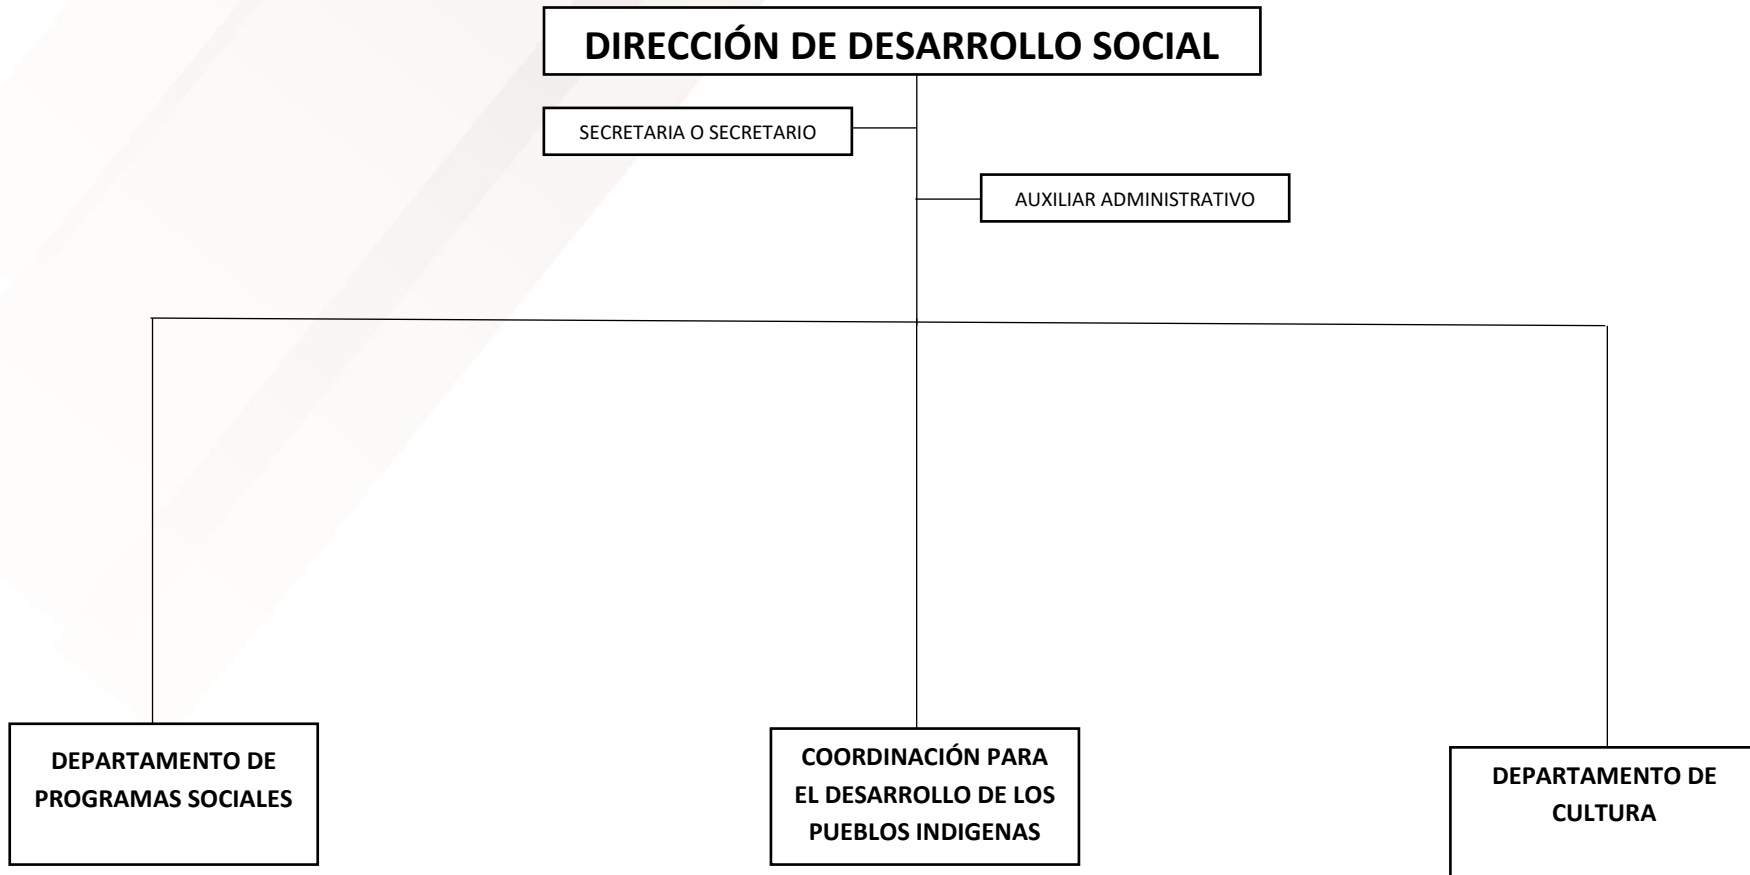 DIRECCIÓN DE DESARROLLO SOCIAL
SECRETARIA O SECRETARIO
AUXILIAR ADMINISTRATIVO
DEPARTAMENTO DE
PROGRAMAS SOCIALES
COORDINACIÓN PARA
EL DESARROLLO DE LOS
PUEBLOS INDIGENAS
DEPARTAMENTO DE
CULTURA